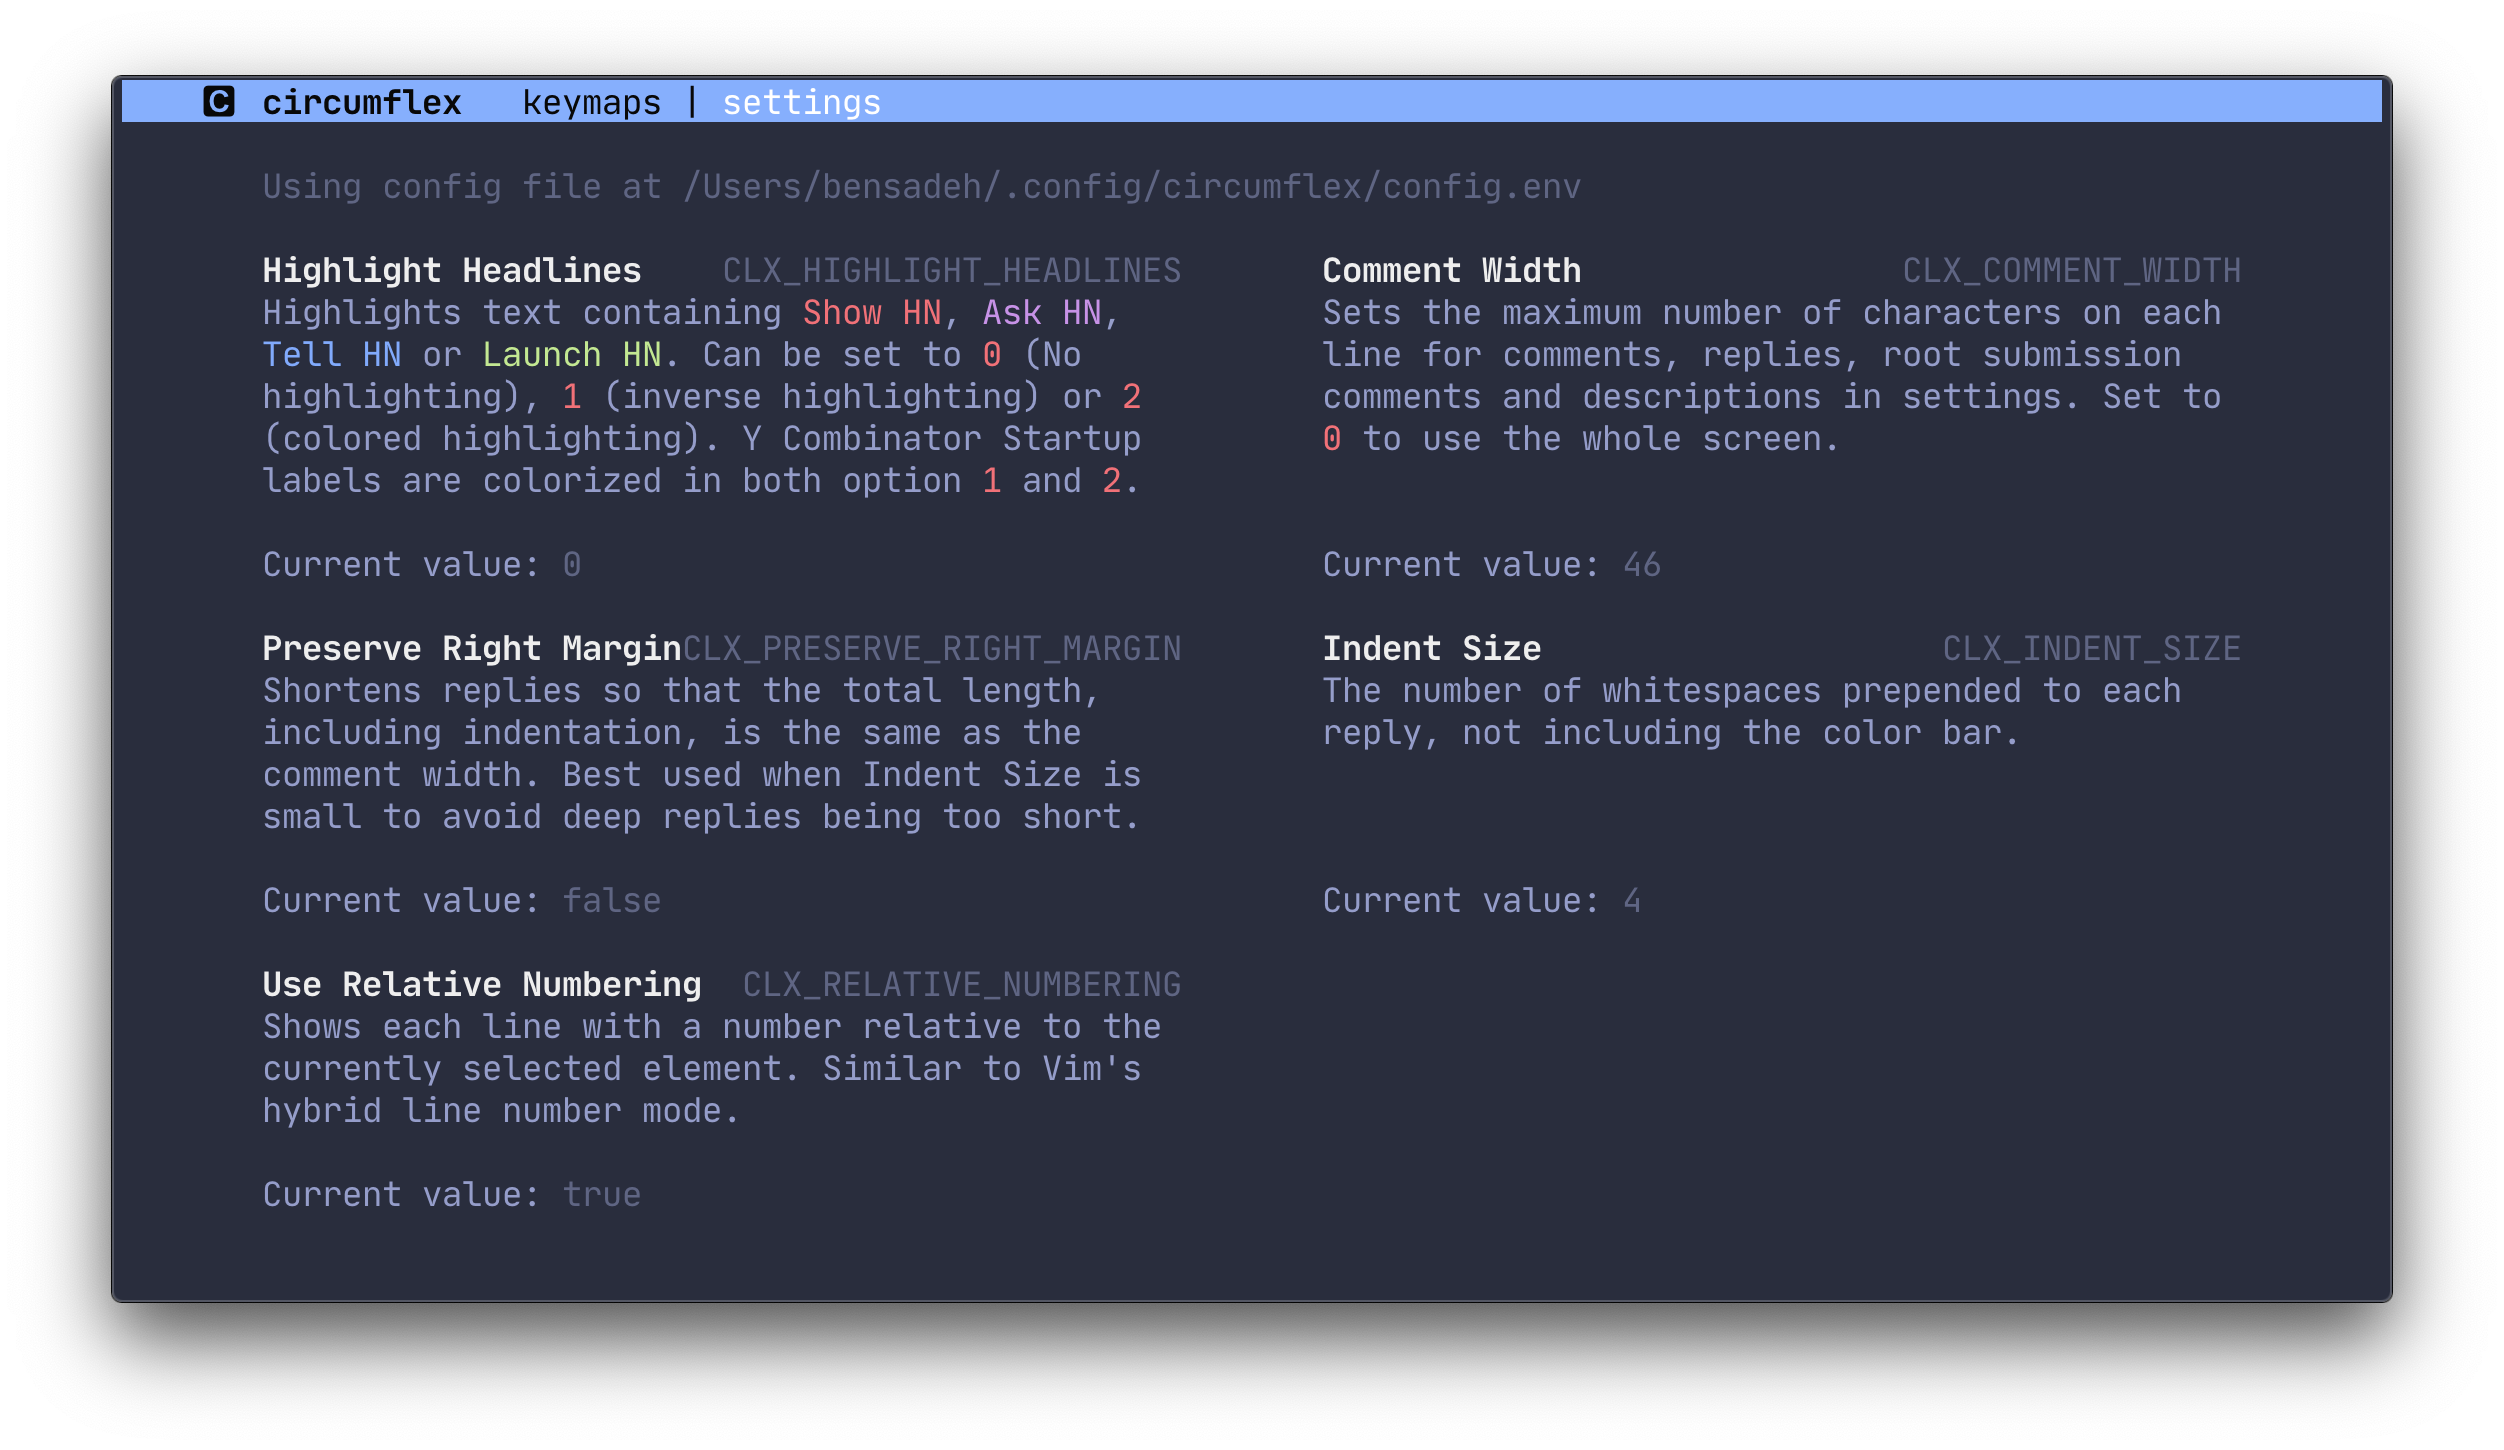 C circumflex keymaps | settings
Using config file at /Users/bensadeh/.config/circumflex/config.env
Highlight Headlines CLX_HIGHLIGHT_HEADLINES
Highlights text containing Show HN, Ask HN,
Tell HN or Launch HN. Can be set to 0 (No
highlighting), 1 (inverse highlighting) or 2
(colored highlighting). Y Combinator Startup
labels are colorized in both option 1 and 2.
Current value: 0
Comment Width CLX_COMMENT_WIDTH
Sets the maximum number of characters on each
line for comments, replies, root submission
comments and descriptions in settings. Set to
0 to use the whole screen.
Current value: 46
Preserve Right Margin CLX_PRESERVE_RIGHT_MARGIN
Shortens replies so that the total length,
including indentation, is the same as the
comment width. Best used when Indent Size is
small to avoid deep replies being too short.
Current value: false
Indent Size CLX_INDENT_SIZE
The number of whitespaces prepended to each
reply, not including the color bar.
Current value: 4
Use Relative Numbering CLX_RELATIVE_NUMBERING
Shows each line with a number relative to the
currently selected element. Similar to Vim's
hybrid line number mode.
Current value: true